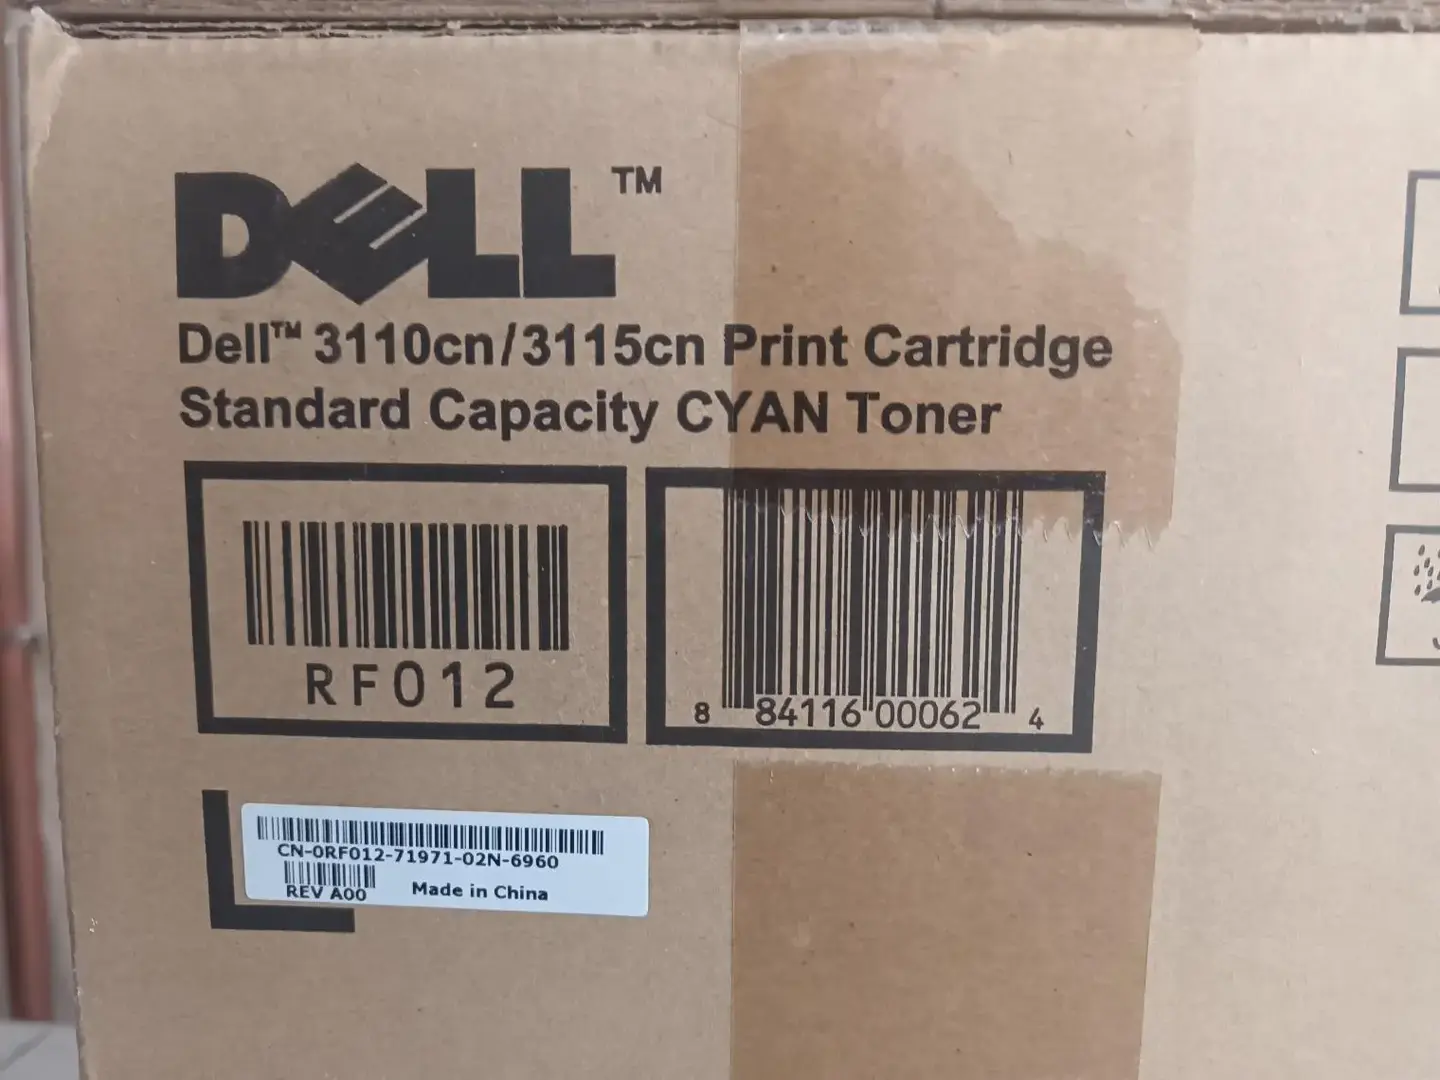 DELL™
Dell™ 3110cn/3115cn Print Cartridge
Standard Capacity CYAN Toner
RF012
8 84116 00062 4
CN-0RF012-71971-02N-6960
REV A00 Made in China